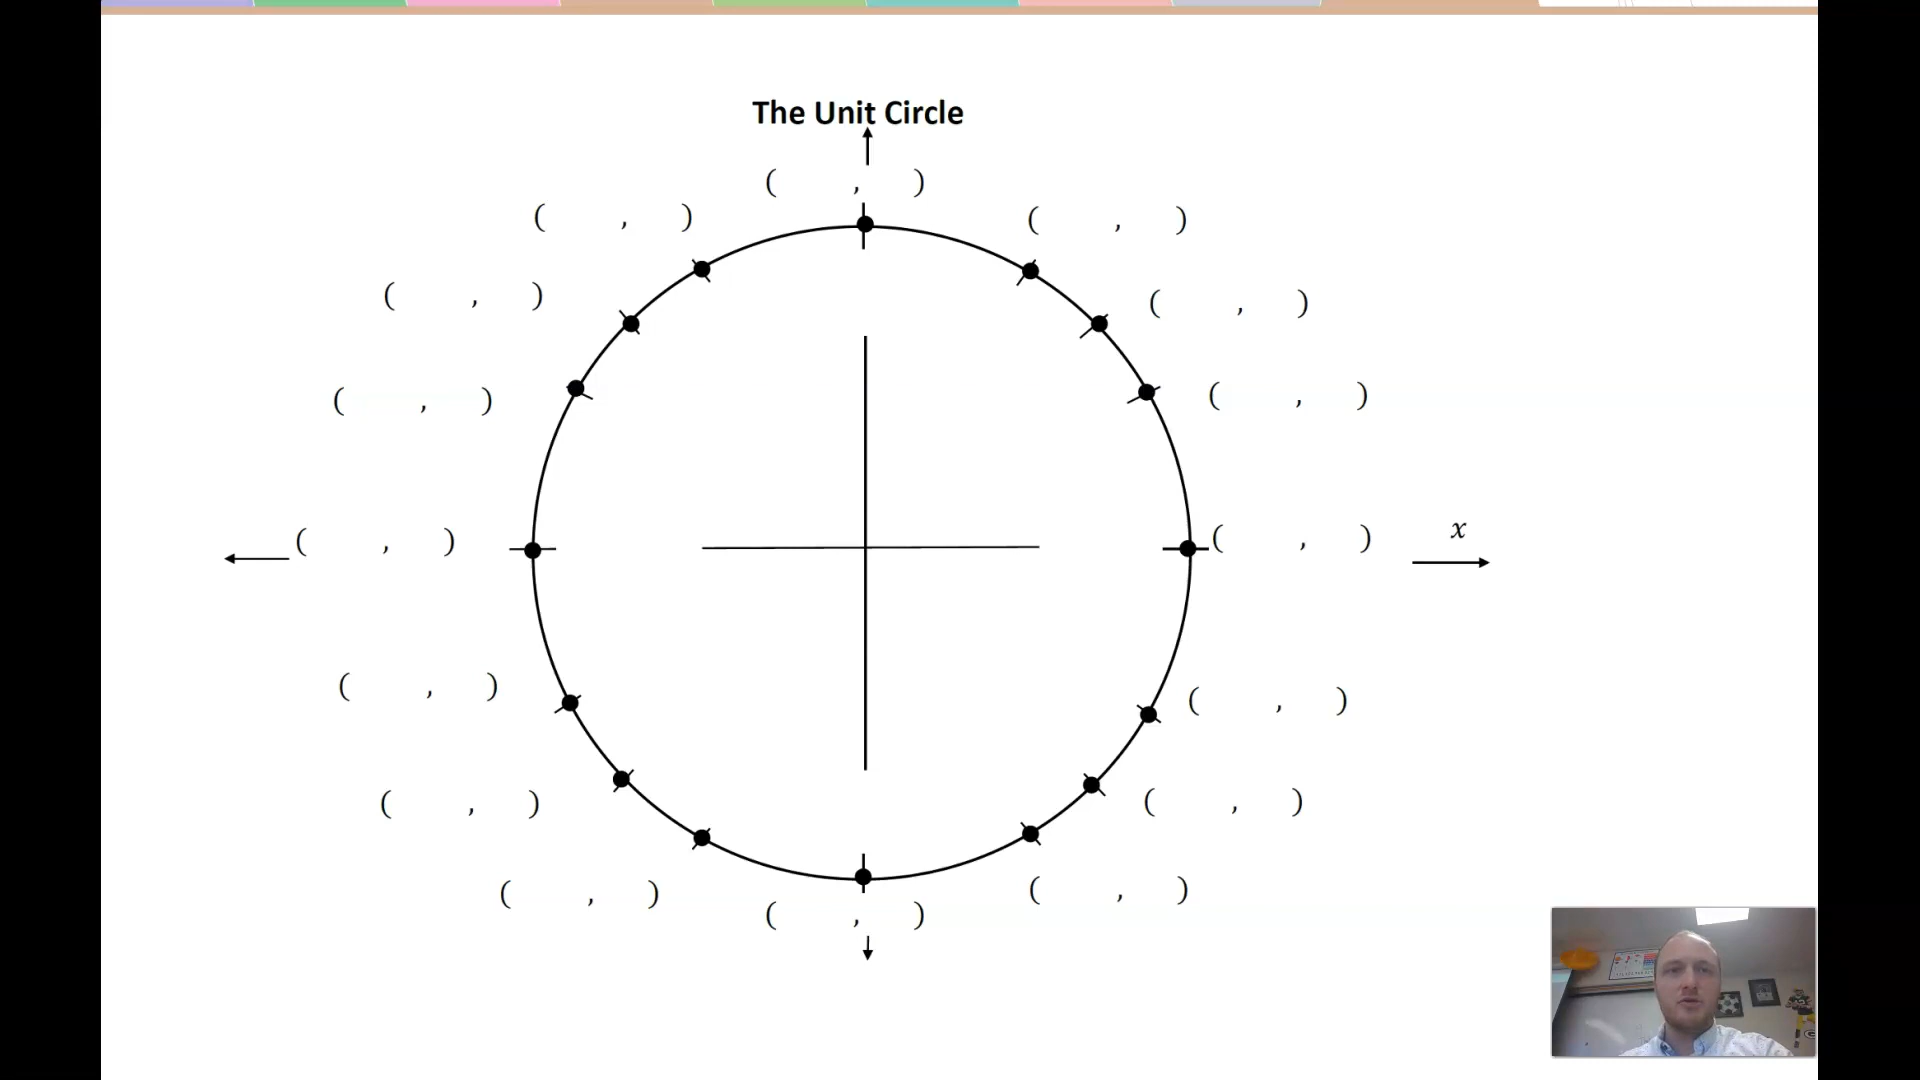 The Unit Circle
( , )
( , )
( , )
( , )
( , )
( , )
( , )
( , )
( , ) x
( , )
( , )
( , )
( , )
( , )
( , )
( , )